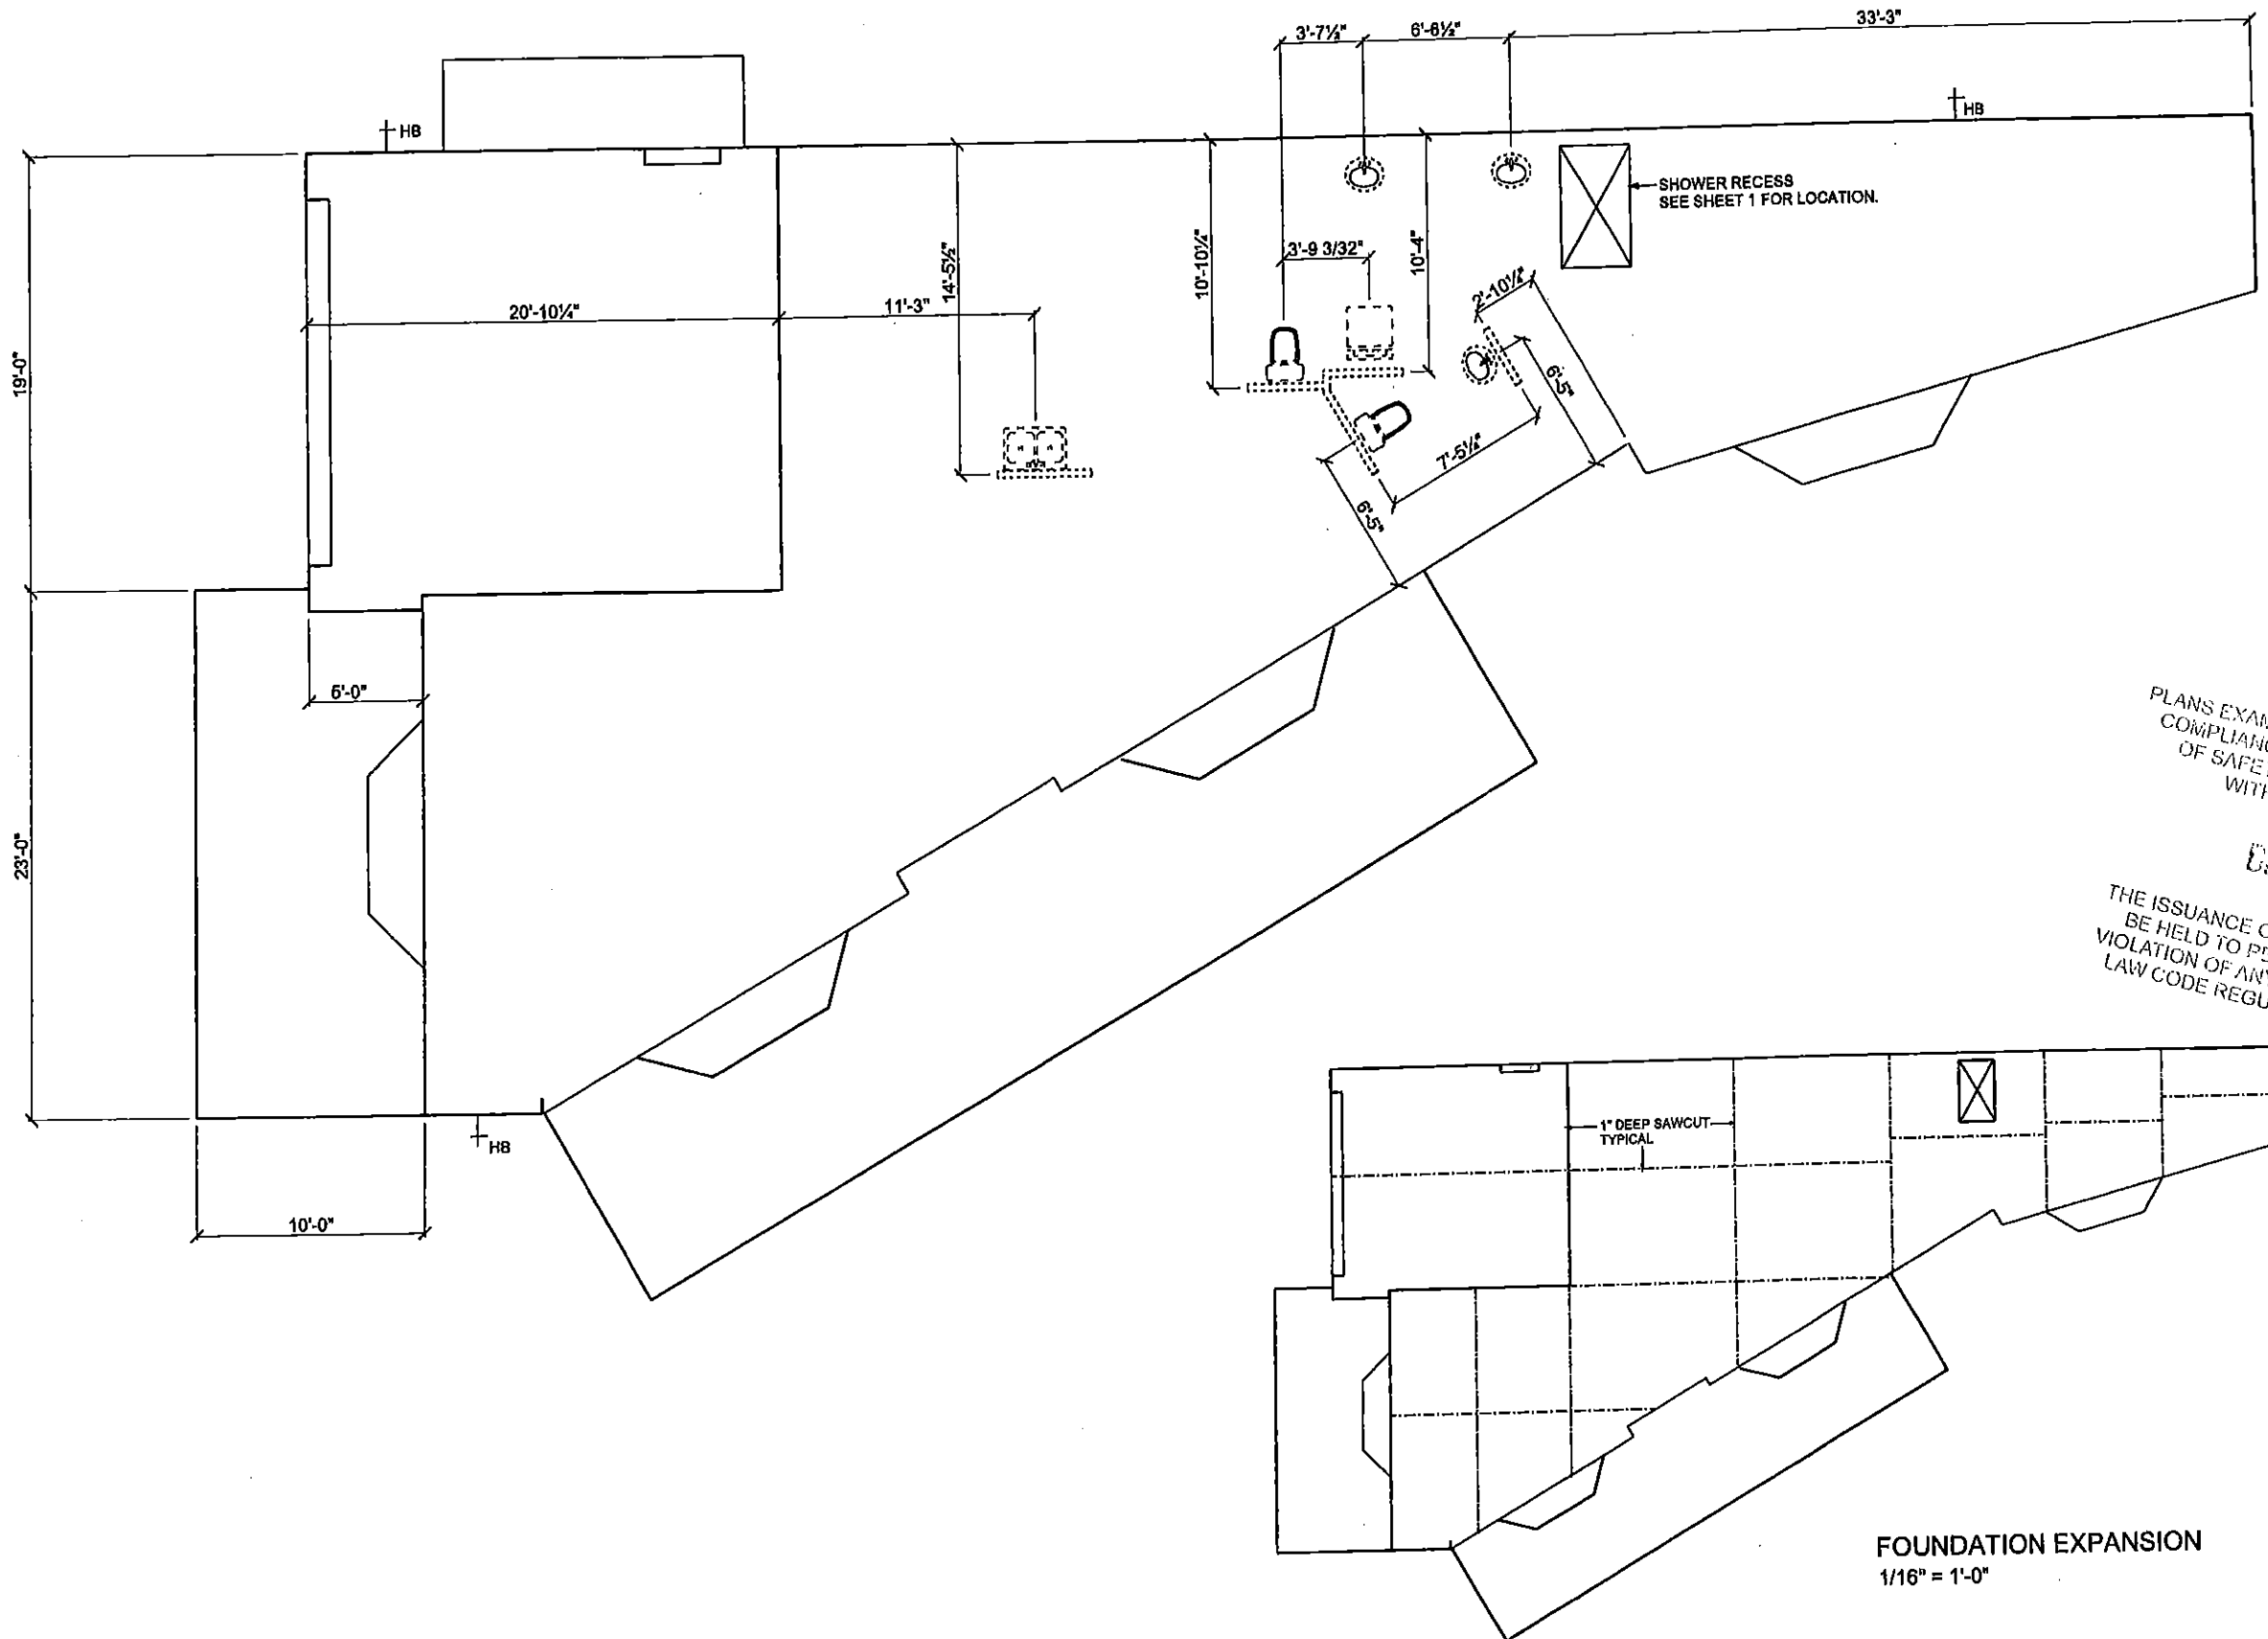 3'-7½"
6'-6½"
33'-3"
HB
HB
SHOWER RECESS
SEE SHEET 1 FOR LOCATION.
19'-0"
20'-10¼"
11'-3"
14'-5½"
10'-10¼"
3'-9 3/32"
10'-4"
2'-10¼"
6'-5"
7'-5¼"
6'-5"
5'-0"
23'-0"
HB
10'-0"
PLANS EXAM
COMPLIANC
OF SAFE
WITH
THE ISSUANCE O
BE HELD TO
VIOLATION OF ANY
LAW CODE REGU
1" DEEP SAWCUT
TYPICAL
FOUNDATION EXPANSION
1/16" = 1'-0"